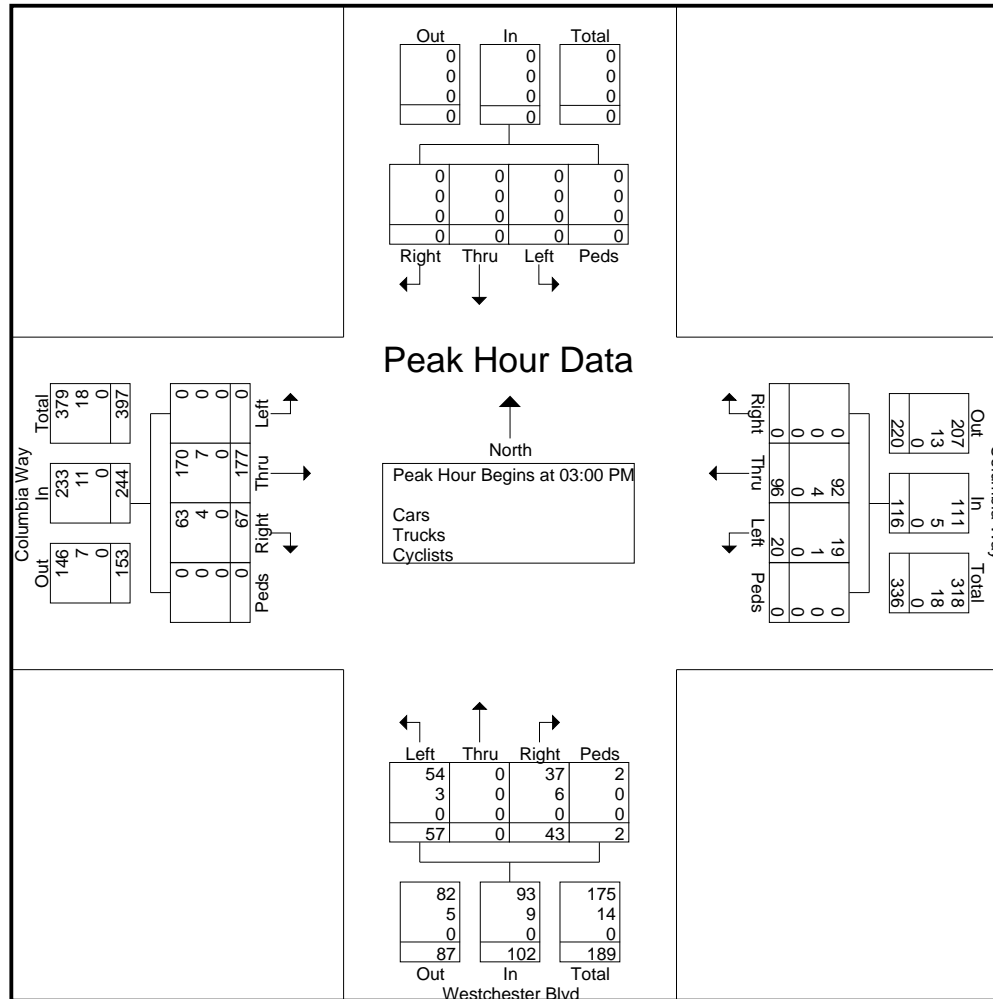 Out In Total
0 0 0
0 0 0
0 0 0
0 0 0
0 0 0 0
0 0 0 0
0 0 0 0
0 0 0 0
Right Thru Left Peds
Peak Hour Data
North
Peak Hour Begins at 03:00 PM
Cars
Trucks
Cyclists
Columbia Way
Out In Total
146 233 379
7 11 18
0 0 0
153 244 397
Peds Right Thru Left
0 63 170 0
0 4 7 0
0 0 0 0
0 67 177 0
Out In Total
207 111 318
13 5 18
0 0 0
220 116 336
Right Thru Left Peds
0 92 19 0
0 4 1 0
0 0 0 0
0 96 20 0
Left Thru Right Peds
54 0 37 2
3 0 6 0
0 0 0 0
57 0 43 2
82 93 175
5 9 14
0 0 0
87 102 189
Out In Total
Westchester Blvd